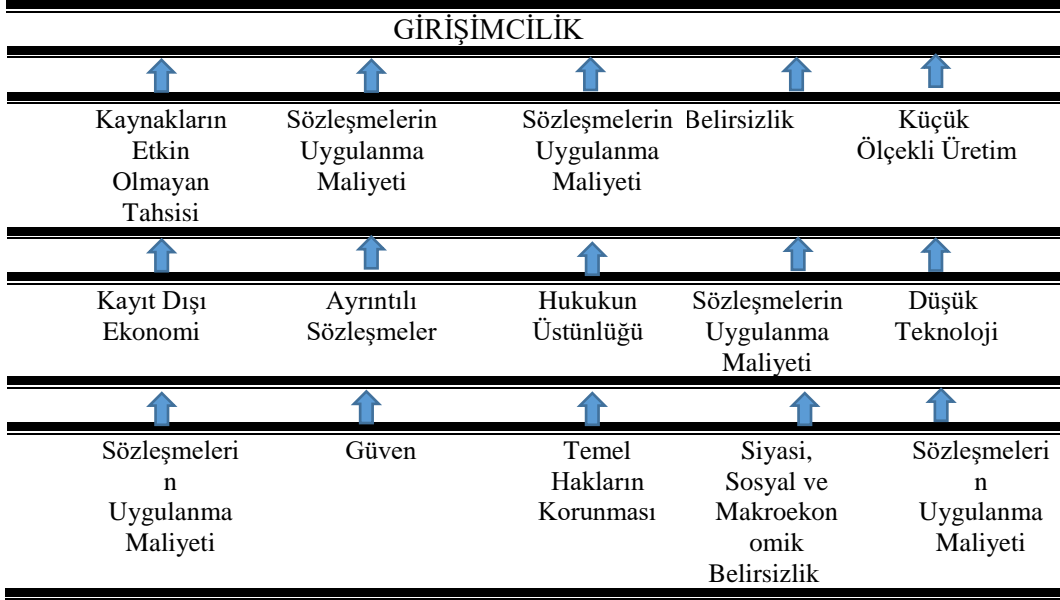 GİRİŞİMCİLİK
Kaynakların
Etkin
Olmayan
Tahsisi
Sözleşmelerin
Uygulanma
Maliyeti
Sözleşmelerin
Uygulanma
Maliyeti
Belirsizlik
Küçük
Ölçekli Üretim
Kayıt Dışı
Ekonomi
Ayrıntılı
Sözleşmeler
Hukukun
Üstünlüğü
Sözleşmelerin
Uygulanma
Maliyeti
Düşük
Teknoloji
Sözleşmeleri
n
Uygulanma
Maliyeti
Güven
Temel
Hakların
Korunması
Siyasi,
Sosyal ve
Makroekon
omik
Belirsizlik
Sözleşmeleri
n
Uygulanma
Maliyeti